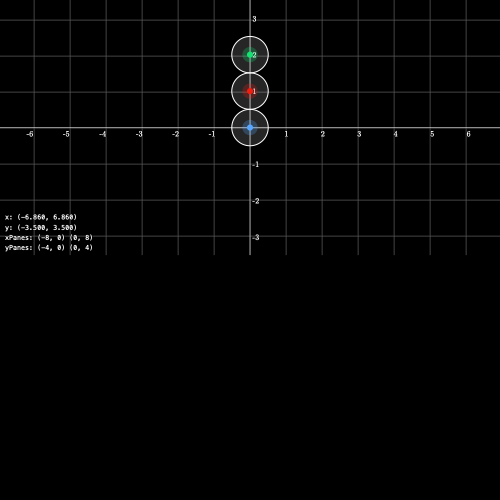 3
2
1
-6 -5 -4 -3 -2 -1 1 2 3 4 5 6
-1
-2
-3
x: (-6.860, 6.860)
y: (-3.500, 3.500)
xPanes: (-8, 0) (0, 8)
yPanes: (-4, 0) (0, 4)